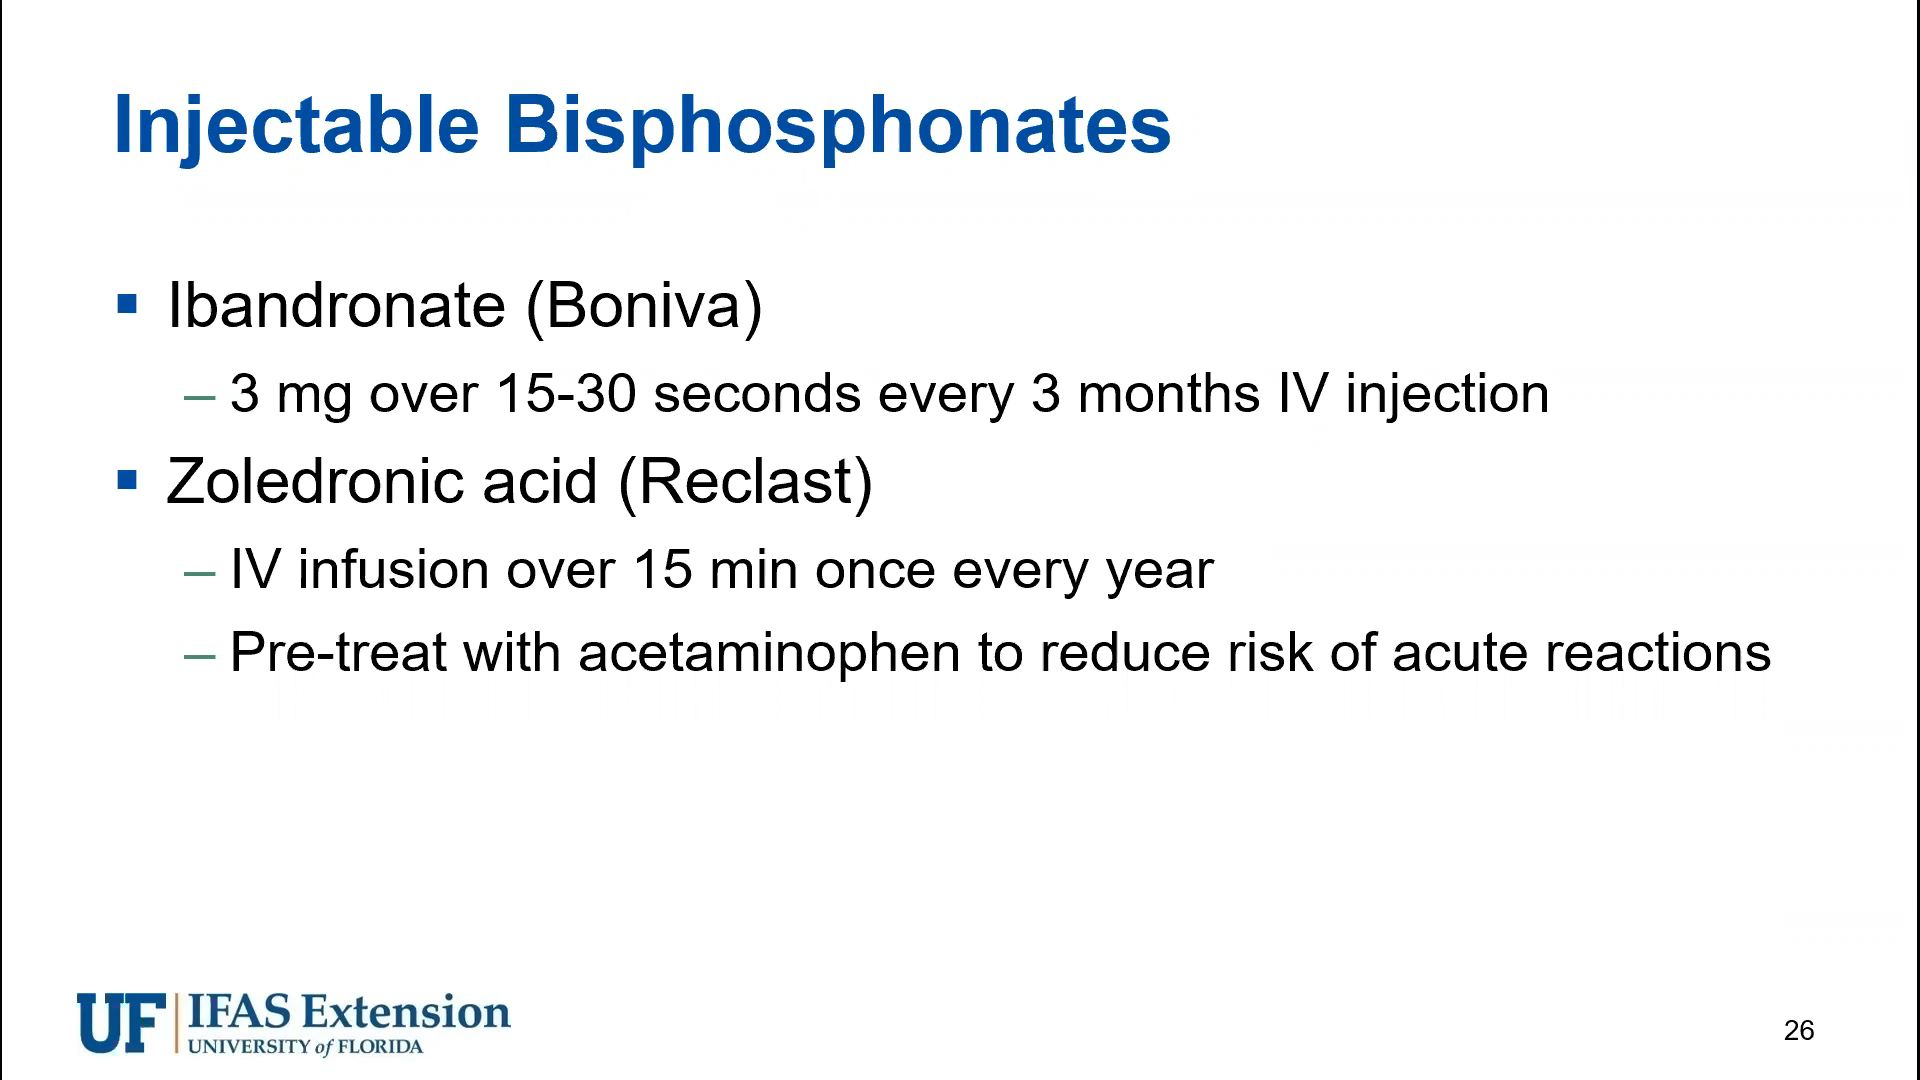 Injectable Bisphosphonates
▪ Ibandronate (Boniva)
– 3 mg over 15-30 seconds every 3 months IV injection
▪ Zoledronic acid (Reclast)
– IV infusion over 15 min once every year
– Pre-treat with acetaminophen to reduce risk of acute reactions
UF IFAS Extension
UNIVERSITY of FLORIDA
26